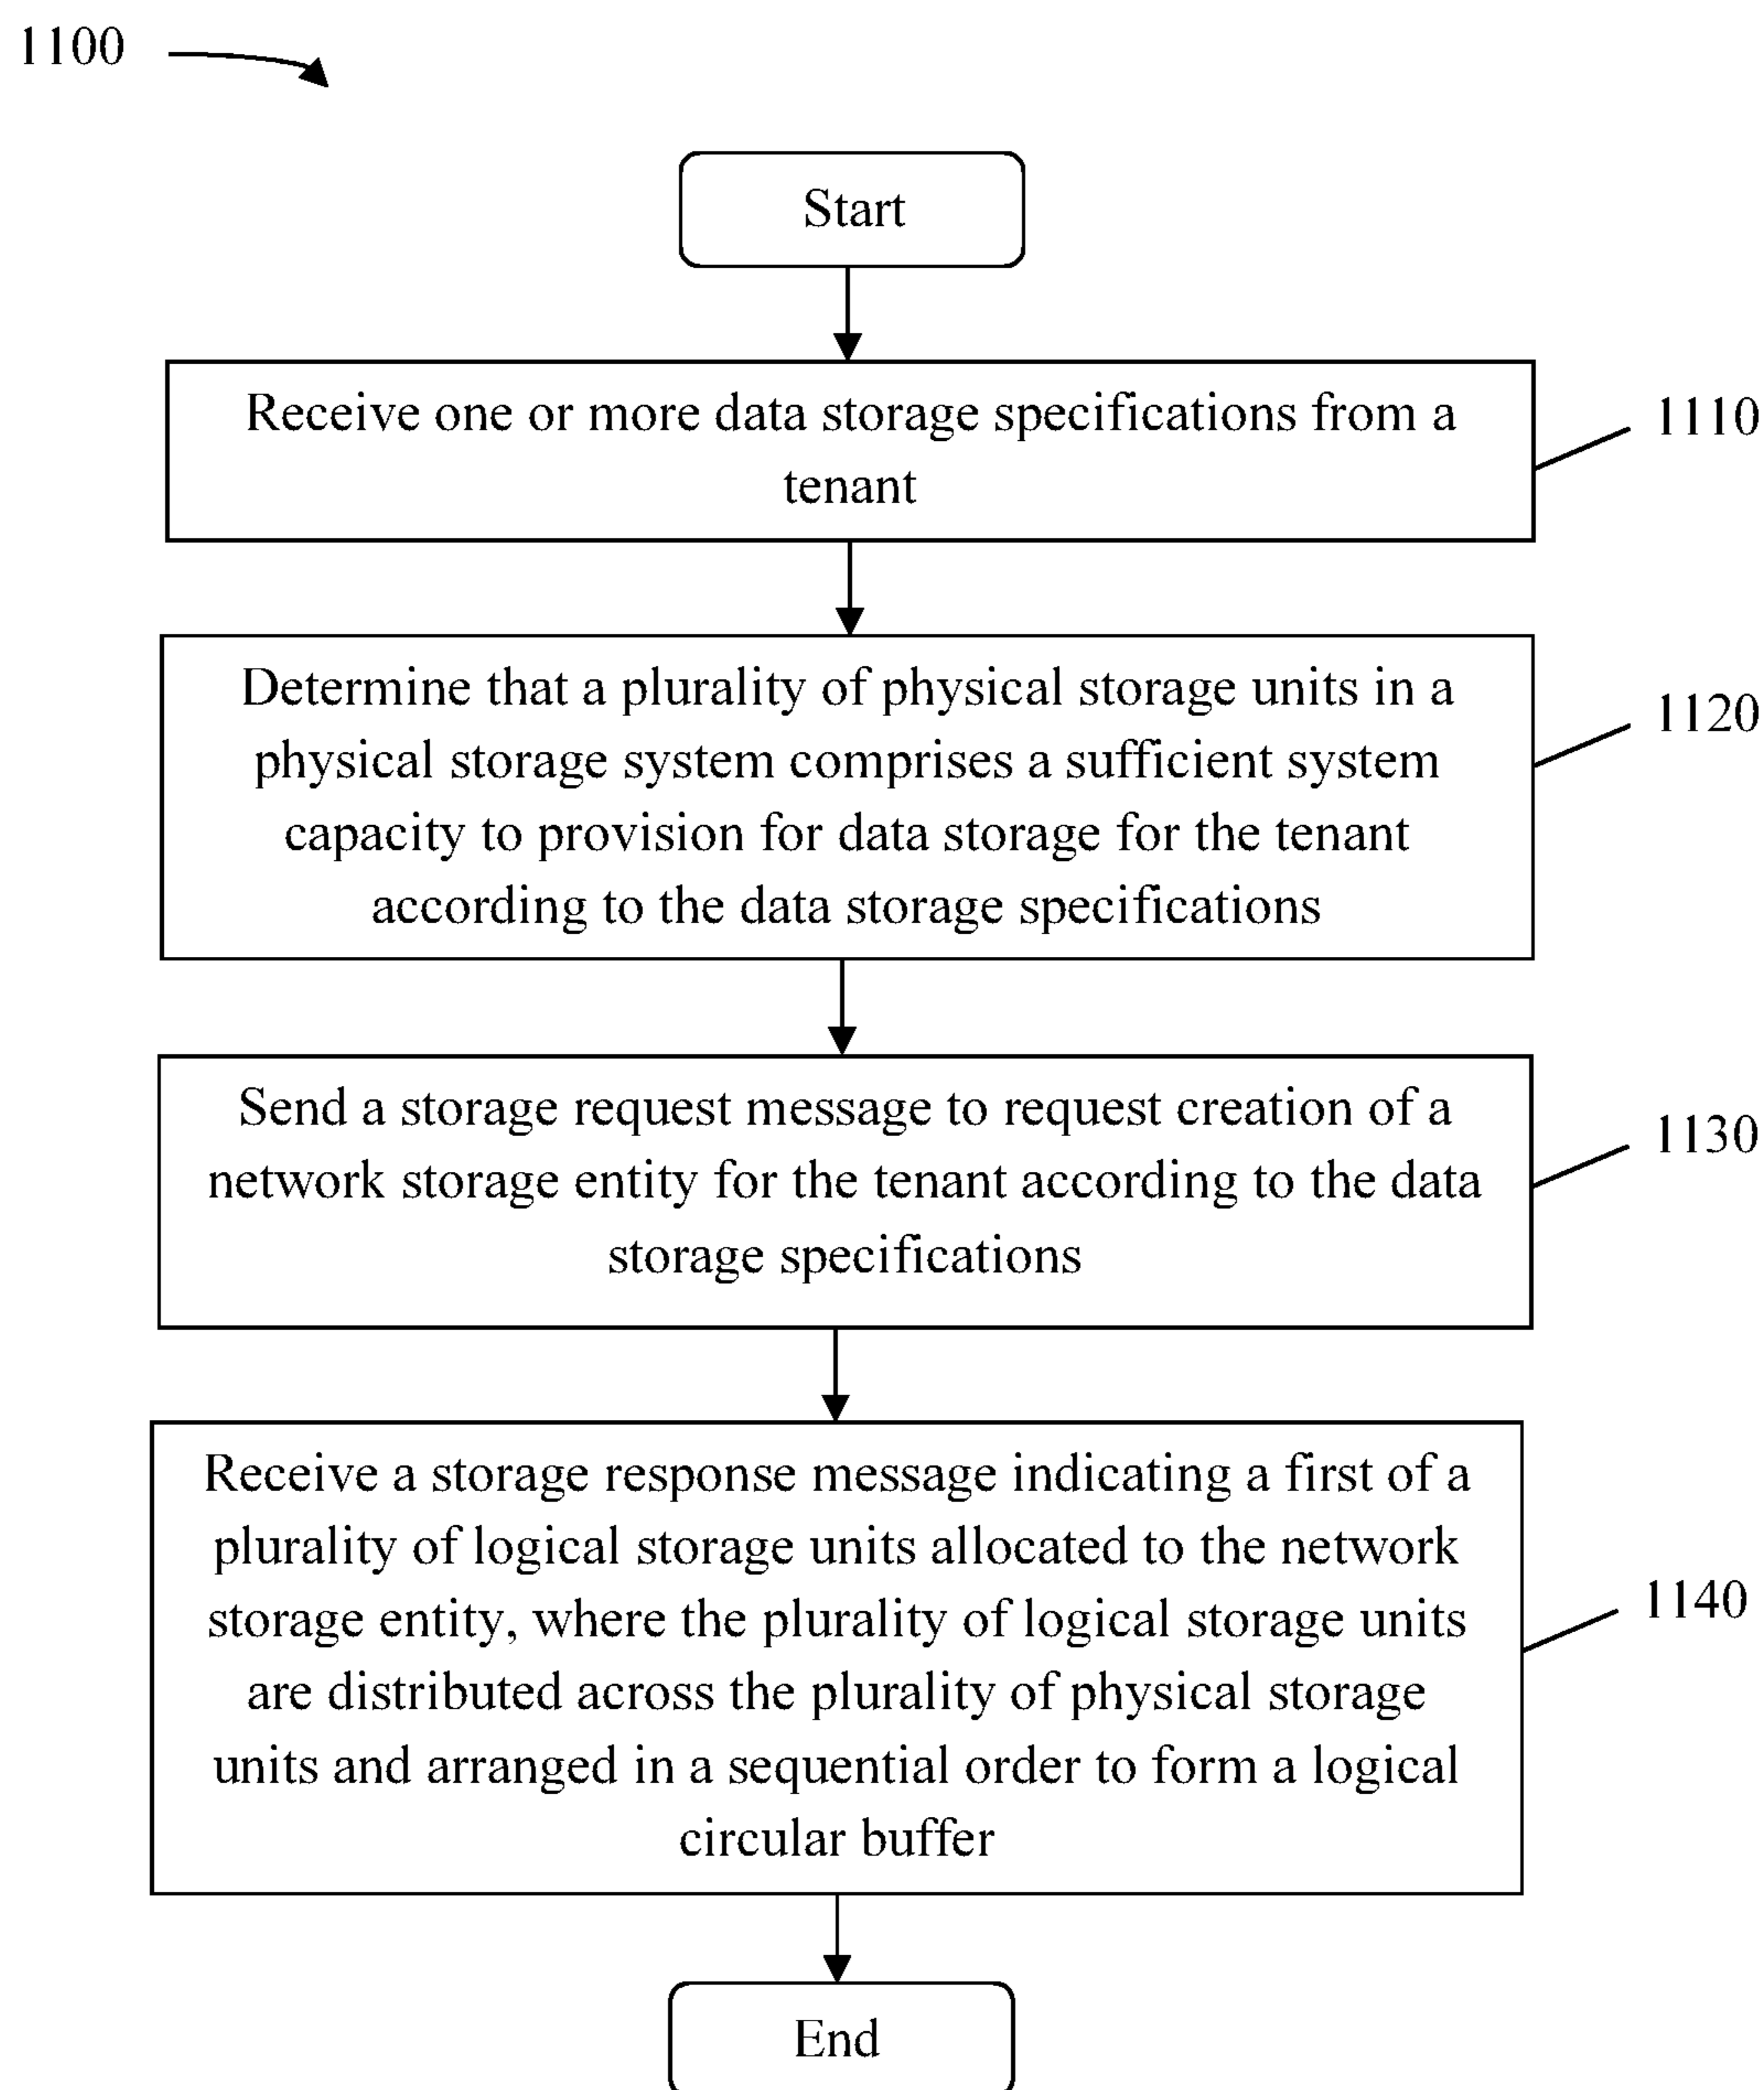 1100
Start
Receive one or more data storage specifications from a
tenant
1110
Determine that a plurality of physical storage units in a
physical storage system comprises a sufficient system
capacity to provision for data storage for the tenant
according to the data storage specifications
1120
Send a storage request message to request creation of a
network storage entity for the tenant according to the data
storage specifications
1130
Receive a storage response message indicating a first of a
plurality of logical storage units allocated to the network
storage entity, where the plurality of logical storage units
are distributed across the plurality of physical storage
units and arranged in a sequential order to form a logical
circular buffer
1140
End